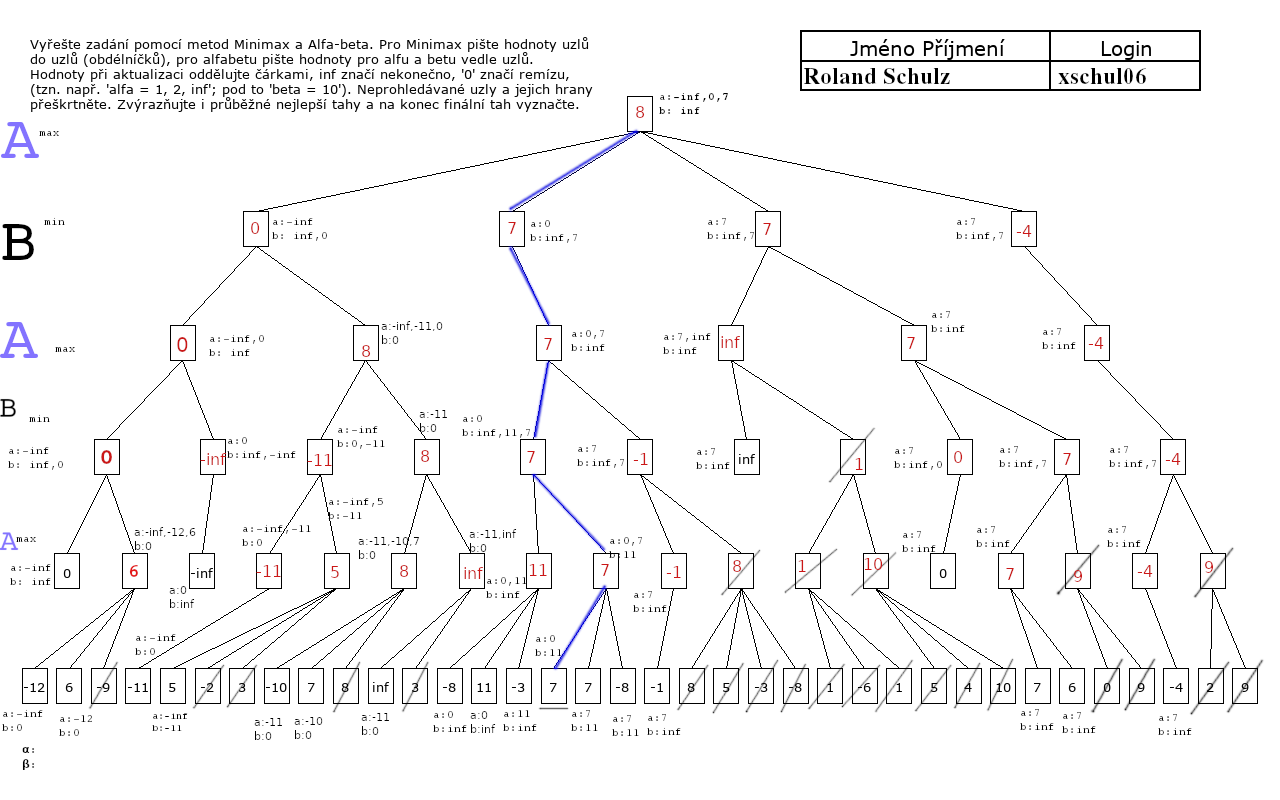 Vyřešte zadání pomocí metod Minimax a Alfa-beta. Pro Minimax pište hodnoty uzlů
do uzlů (obdélníčků), pro alfabetu pište hodnoty pro alfu a betu vedle uzlů.
Hodnoty při aktualizaci oddělujte čárkami, inf značí nekonečno, '0' značí remízu,
(tzn. např. 'alfa = 1, 2, inf'; pod to 'beta = 10'). Neprohledávané uzly a jejich hrany
přeškrtněte. Zvýrazňujte i průběžné nejlepší tahy a na konec finální tah vyznačte.
Jméno Příjmení Login
Roland Schulz xschul06
8
a:-inf,0,7
b: inf
A max
B min
0
a:-inf
b: inf,0
7
a:0
b:inf,7
a:7
b:inf,7
7
a:7
b:inf,7
-4
A max
0
a:-inf,0
b: inf
a:-inf,-11,0
b:0
8
7
a:0,7
b:inf
a:7,inf
b:inf
inf
a:7
b:inf
7
a:7
b:inf
-4
B min
a:-inf
b: inf,0
0
a:0
b:inf,-inf
-inf
a:-inf
b:0,-11
-11
a:-11
b:0
8
a:0
b:inf,11,7
7
a:7
b:inf,7
-1
a:7
b:inf
inf
1
a:7
b:inf,0
0
a:7
b:inf,7
7
a:7
b:inf,7
-4
A max
a:-inf
b: inf
0
a:-inf,-12,6
b:0
6
a:0
b:inf
-inf
a:-inf,-11
b:0
-11
a:-inf,5
b:-11
5
a:-11,-10,7
b:0
8
a:-11,inf
b:0
inf
a:0,11
b:inf
11
a:0,7
b:11
7
a:7
b:inf
-1
8
1
10
a:7
b:inf
0
a:7
b:inf
7
9
a:7
b:inf
-4
9
a:-inf
b:0
a:0
b:11
-12 6 -9 -11 5 -2 3 -10 7 8 inf 3 -8 11 -3 7 7 -8 -1 8 5 -3 -8 1 -6 1 5 4 10 7 6 0 9 -4 2 9
a:-inf
b:0
a:-12
b:0
a:-inf
b:-11
a:-11
b:0
a:-10
b:0
a:-11
b:0
a:0
b:inf
a:0
b:inf
a:11
b:inf
a:7
b:11
a:7
b:11
a:7
b:inf
a:7
b:inf
a:7
b:inf
a:7
b:inf
α:
β: